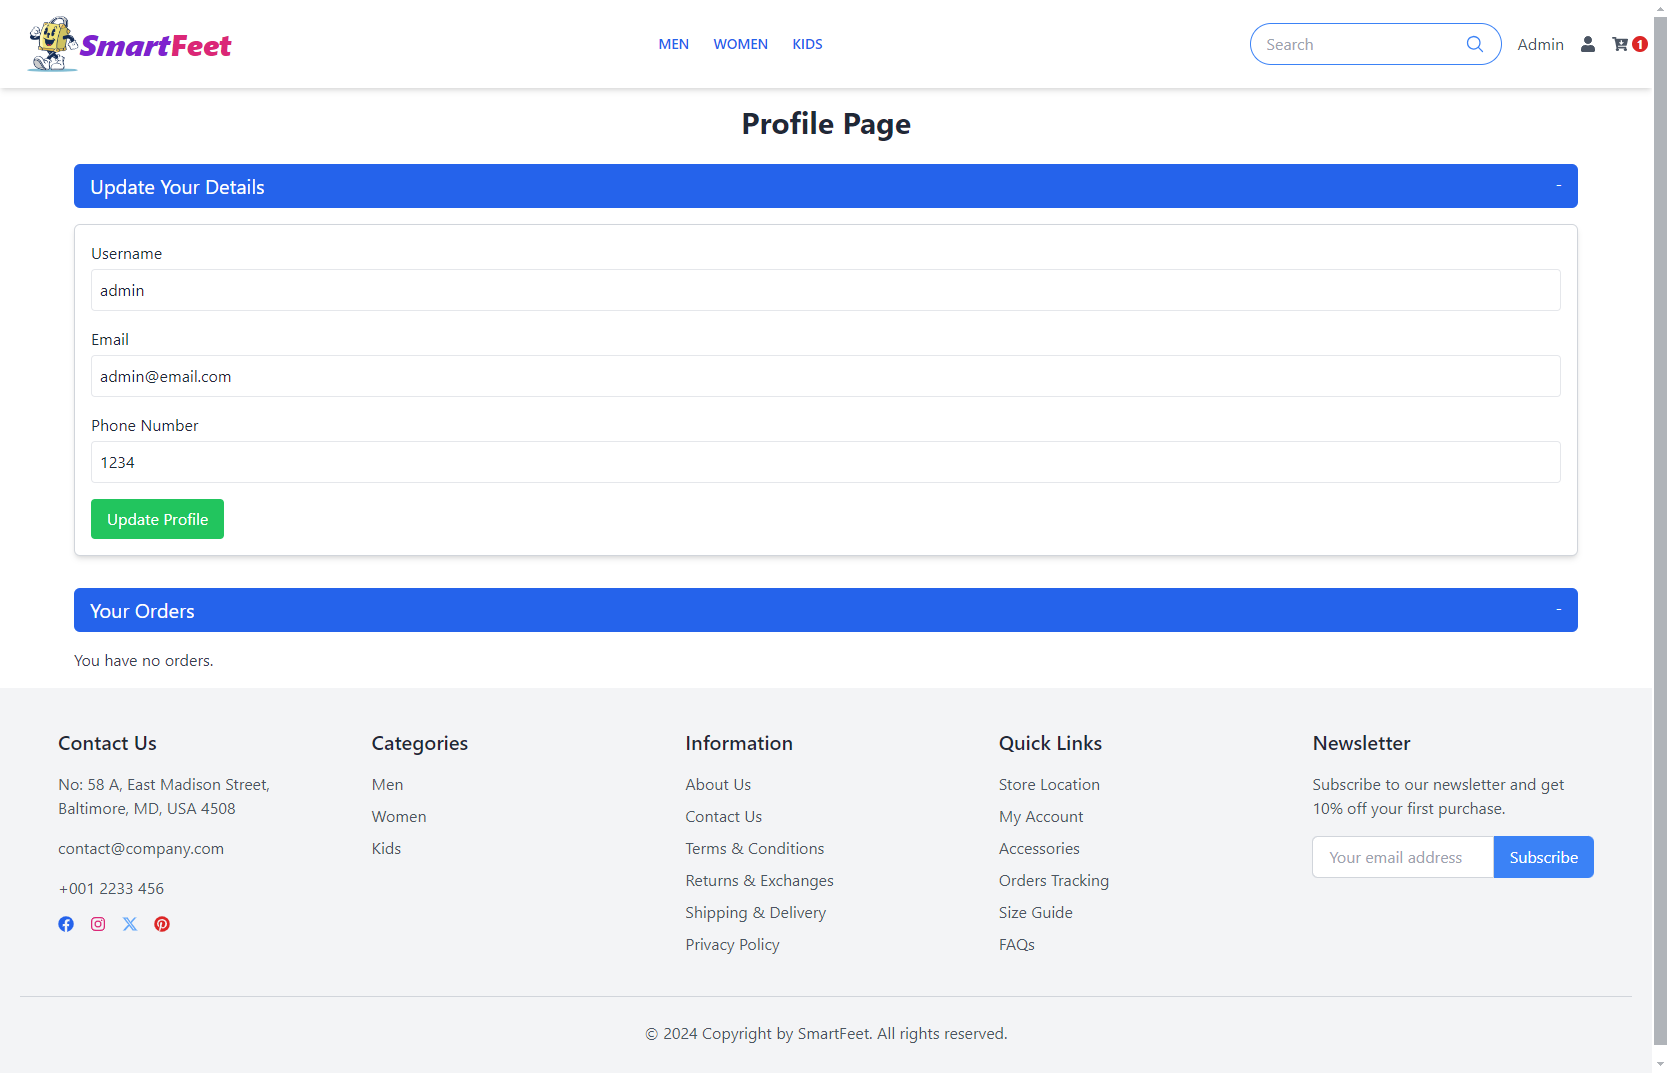 SmartFeet
MEN WOMEN KIDS
Search
Admin
1
Profile Page
Update Your Details -
Username
admin
Email
admin@email.com
Phone Number
1234
Update Profile
Your Orders -
You have no orders.
Contact Us
No: 58 A, East Madison Street,
Baltimore, MD, USA 4508
contact@company.com
+001 2233 456
Categories
Men
Women
Kids
Information
About Us
Contact Us
Terms & Conditions
Returns & Exchanges
Shipping & Delivery
Privacy Policy
Quick Links
Store Location
My Account
Accessories
Orders Tracking
Size Guide
FAQs
Newsletter
Subscribe to our newsletter and get
10% off your first purchase.
Your email address
Subscribe
© 2024 Copyright by SmartFeet. All rights reserved.